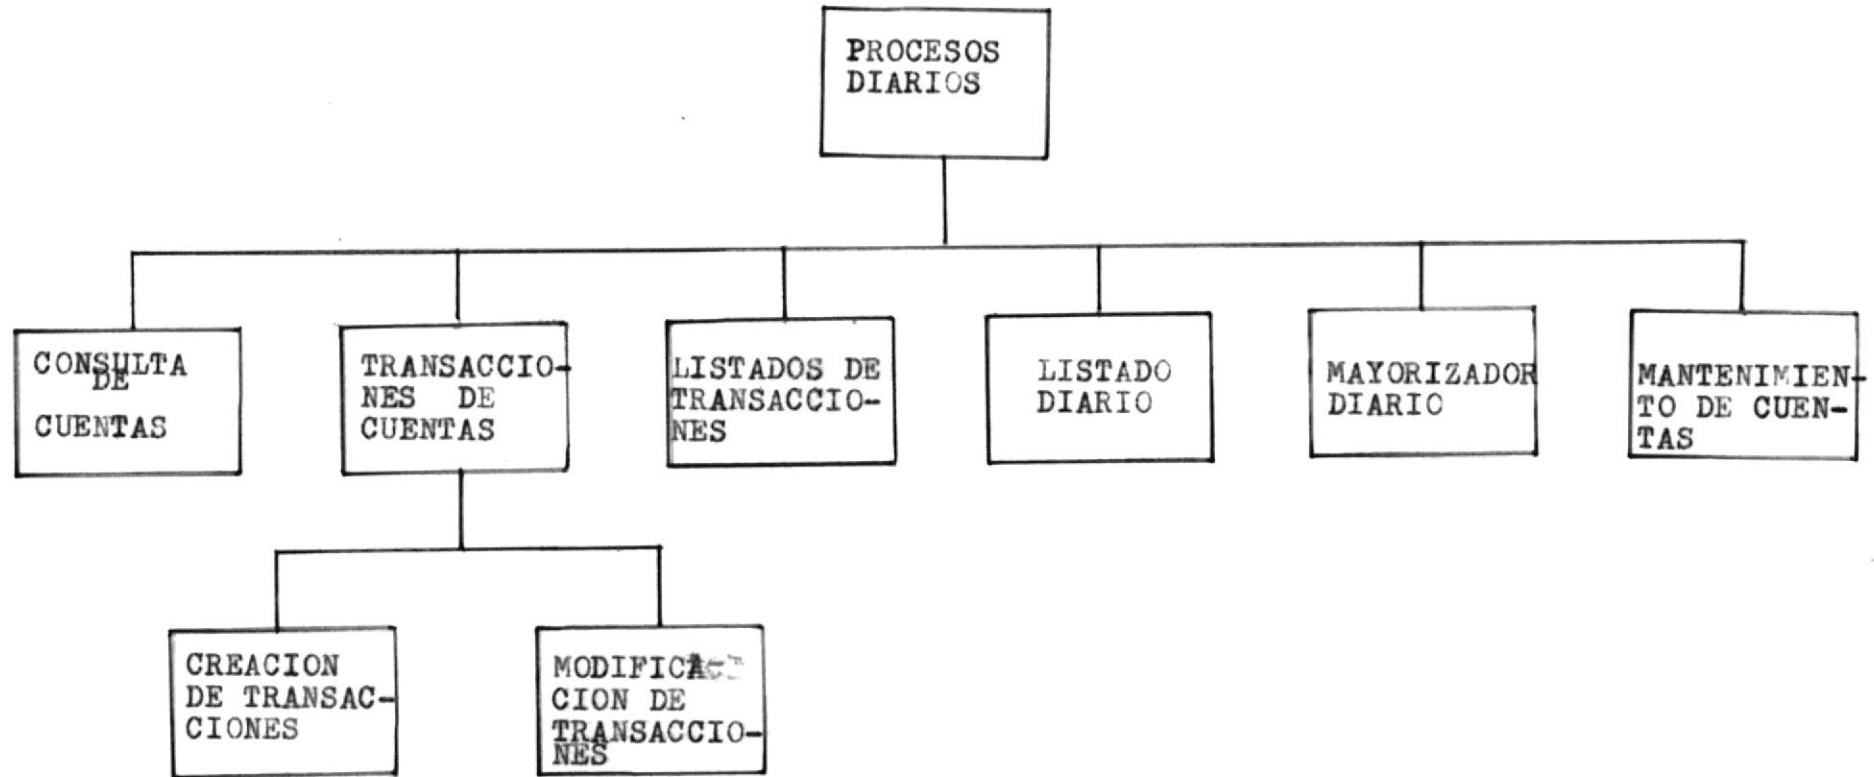 PROCESOS
DIARIOS
CONSULTA
DE
CUENTAS
TRANSACCIO-
NES DE
CUENTAS
LISTADOS DE
TRANSACCIO-
NES
LISTADO
DIARIO
MAYORIZADOR
DIARIO
MANTENIMIEN-
TO DE CUEN-
TAS
CREACION
DE TRANSAC-
CIONES
MODIFICA
CION DE
TRANSACCIO-
NES